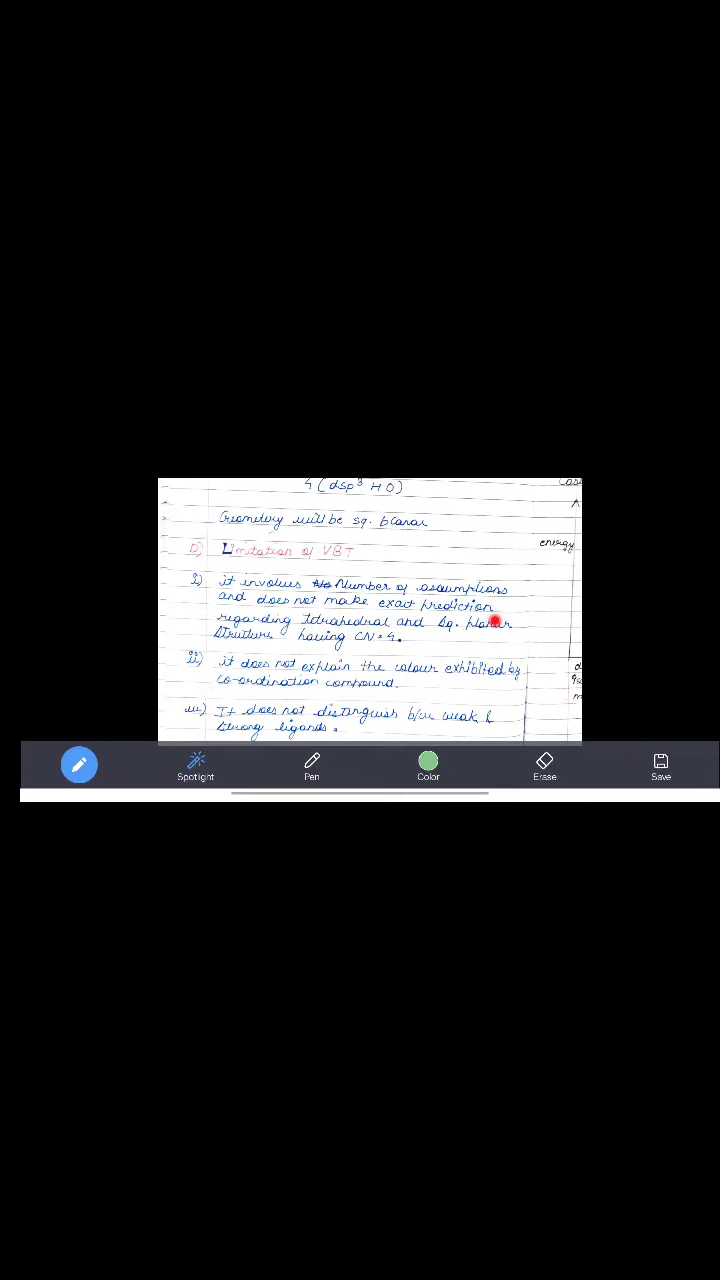 4 (dsp³ HO)
Geometry will be sq. planar
D) Limitation of VBT
i) it involves No Number of assumptions
and does not make exact prediction
regarding tetrahedral and Sq. planar
Structure having CN = 4.
ii) it does not explain the colour exhibited by
co-ordination compound.
iii) It does not distinguish b/w weak &
Strong ligands.
energy
Spotlight
Pen
Color
Erase
Save